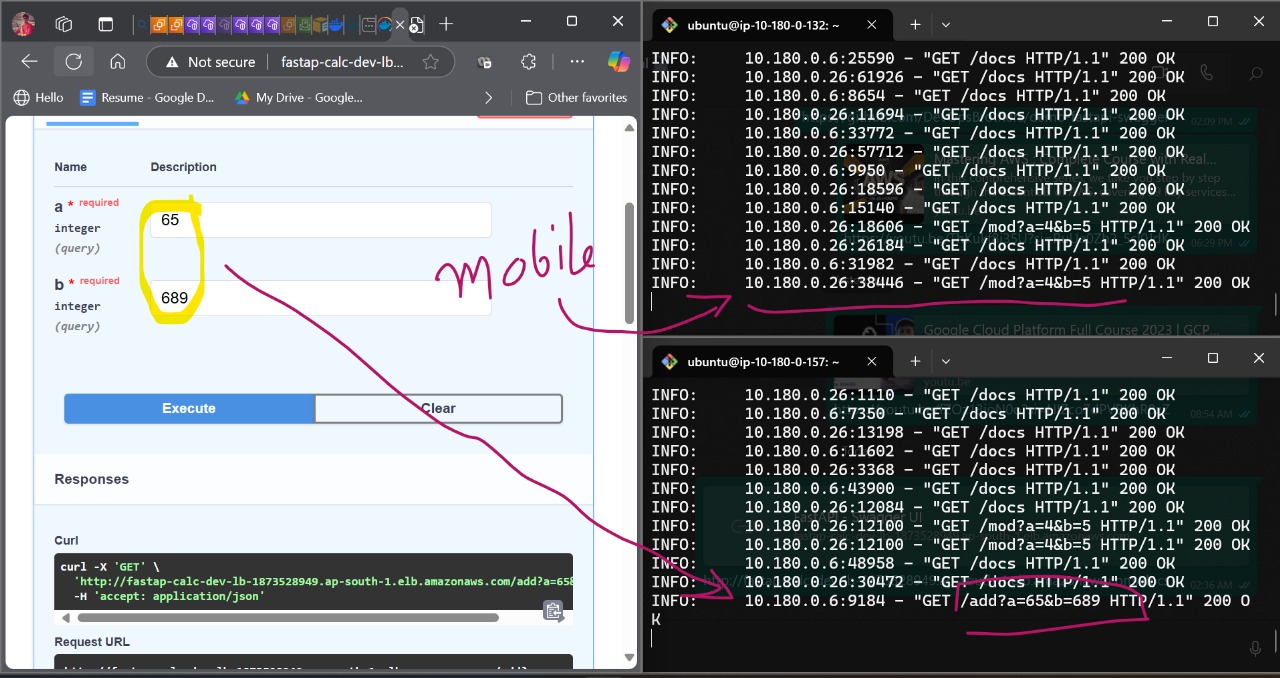 Not secure
fastap-calc-dev-lb...
Hello
Resume - Google D...
My Drive - Google...
Other favorites
Name
Description
a * required
integer
(query)
65
b * required
integer
(query)
689
mobile
Execute
Clear
Responses
Curl
curl -X 'GET' \
'http://fastap-calc-dev-lb-1873528949.ap-south-1.elb.amazonaws.com/add?a=65&
-H 'accept: application/json'
Request URL
ubuntu@ip-10-180-0-132: ~
INFO: 10.180.0.6:25590 - "GET /docs HTTP/1.1" 200 OK
INFO: 10.180.0.26:61926 - "GET /docs HTTP/1.1" 200 OK
INFO: 10.180.0.6:8654 - "GET /docs HTTP/1.1" 200 OK
INFO: 10.180.0.26:11694 - "GET /docs HTTP/1.1" 200 OK
INFO: 10.180.0.6:33772 - "GET /docs HTTP/1.1" 200 OK
INFO: 10.180.0.26:57712 - "GET /docs HTTP/1.1" 200 OK
INFO: 10.180.0.6:9950 - "GET /docs HTTP/1.1" 200 OK
INFO: 10.180.0.26:18596 - "GET /docs HTTP/1.1" 200 OK
INFO: 10.180.0.6:15140 - "GET /docs HTTP/1.1" 200 OK
INFO: 10.180.0.26:18606 - "GET /mod?a=4&b=5 HTTP/1.1" 200 OK
INFO: 10.180.0.26:26184 - "GET /docs HTTP/1.1" 200 OK
INFO: 10.180.0.6:31982 - "GET /docs HTTP/1.1" 200 OK
INFO: 10.180.0.26:38446 - "GET /mod?a=4&b=5 HTTP/1.1" 200 OK
Google Cloud Platform Full Course 2023 | GCP...
ubuntu@ip-10-180-0-157: ~
INFO: 10.180.0.26:1110 - "GET /docs HTTP/1.1" 200 OK
INFO: 10.180.0.6:7350 - "GET /docs HTTP/1.1" 200 OK
INFO: 10.180.0.26:13198 - "GET /docs HTTP/1.1" 200 OK
INFO: 10.180.0.6:11602 - "GET /docs HTTP/1.1" 200 OK
INFO: 10.180.0.26:3368 - "GET /docs HTTP/1.1" 200 OK
INFO: 10.180.0.6:43900 - "GET /docs HTTP/1.1" 200 OK
INFO: 10.180.0.26:12084 - "GET /docs HTTP/1.1" 200 OK
INFO: 10.180.0.26:12100 - "GET /mod?a=4&b=5 HTTP/1.1" 200 OK
INFO: 10.180.0.26:12100 - "GET /mod?a=4&b=5 HTTP/1.1" 200 OK
INFO: 10.180.0.6:48958 - "GET /docs HTTP/1.1" 200 OK
INFO: 10.180.0.26:30472 - "GET /docs HTTP/1.1" 200 OK
INFO: 10.180.0.6:9184 - "GET /add?a=65&b=689 HTTP/1.1" 200 O
K